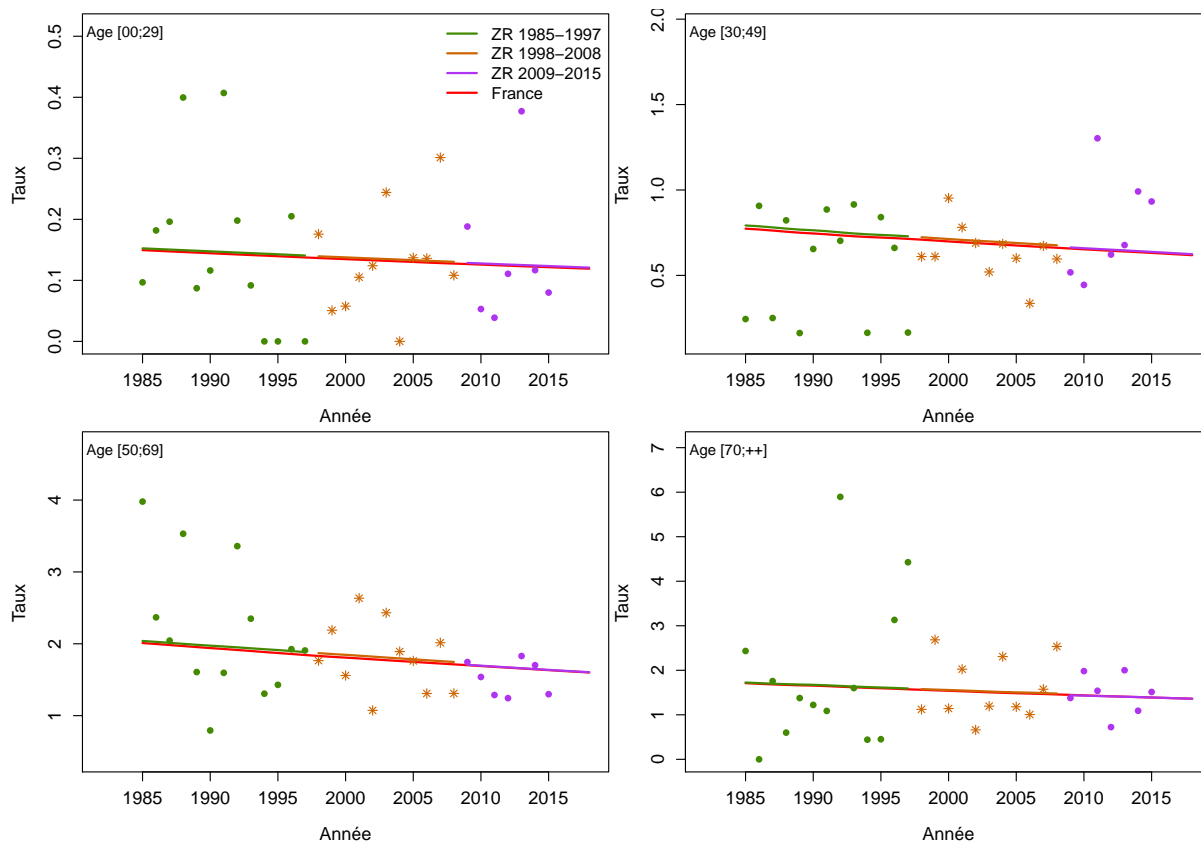 Age [00;29]
ZR 1985−1997
ZR 1998−2008
ZR 2009−2015
France
0.0 0.1 0.2 0.3 0.4 0.5
Taux
1985 1990 1995 2000 2005 2010 2015
Année
Age [30;49]
0.5 1.0 1.5 2.0
Taux
1985 1990 1995 2000 2005 2010 2015
Année
Age [50;69]
1 2 3 4
Taux
1985 1990 1995 2000 2005 2010 2015
Année
Age [70;++]
0 1 2 3 4 5 6 7
Taux
1985 1990 1995 2000 2005 2010 2015
Année